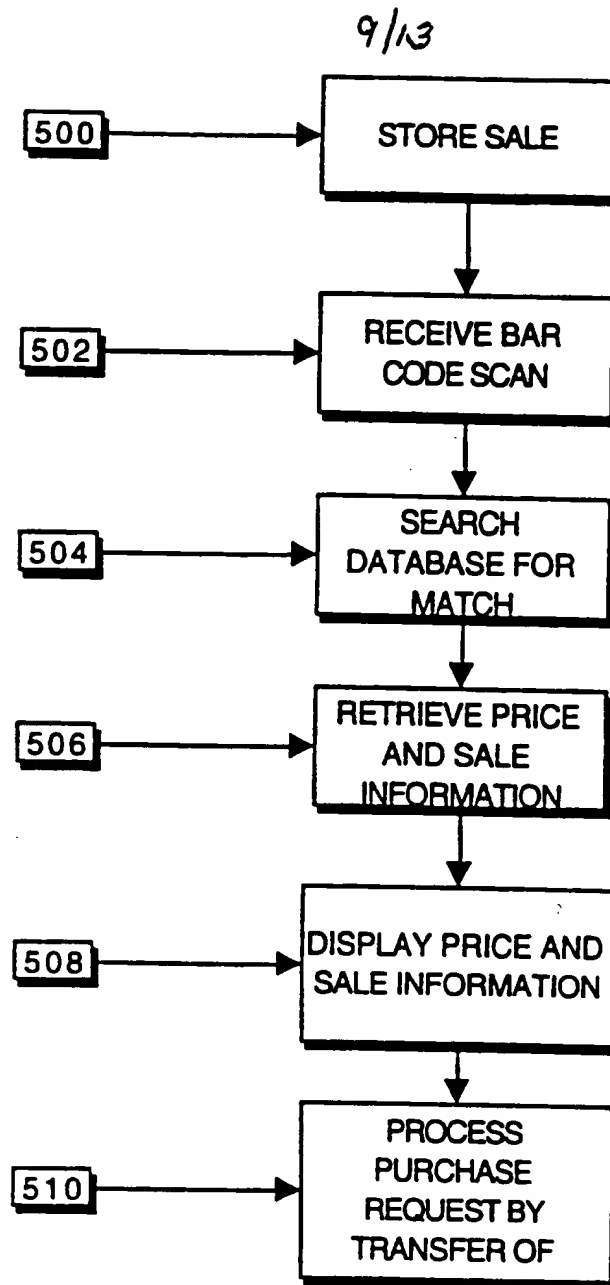 9/13
500
STORE SALE
502
RECEIVE BAR
CODE SCAN
504
SEARCH
DATABASE FOR
MATCH
506
RETRIEVE PRICE
AND SALE
INFORMATION
508
DISPLAY PRICE AND
SALE INFORMATION
510
PROCESS
PURCHASE
REQUEST BY
TRANSFER OF